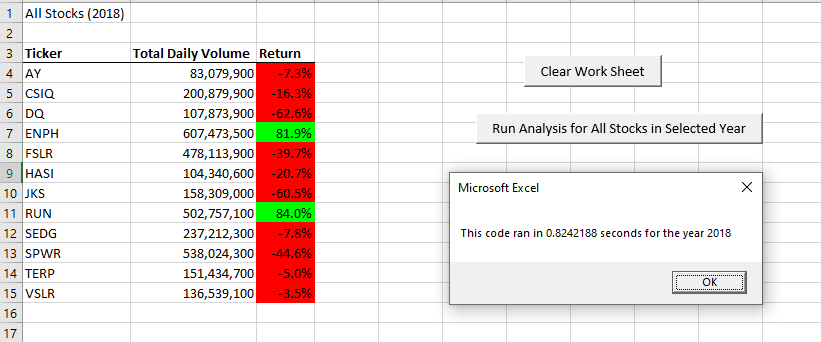 1 All Stocks (2018)
2
3 Ticker Total Daily Volume Return
4 AY 83,079,900 -7.3%
5 CSIQ 200,879,900 -16.3%
6 DQ 107,873,900 -62.6%
7 ENPH 607,473,500 81.9%
8 FSLR 478,113,900 -39.7%
9 HASI 104,340,600 -20.7%
10 JKS 158,309,000 -60.5%
11 RUN 502,757,100 84.0%
12 SEDG 237,212,300 -7.8%
13 SPWR 538,024,300 -44.6%
14 TERP 151,434,700 -5.0%
15 VSLR 136,539,100 -3.5%
16
17
Clear Work Sheet
Run Analysis for All Stocks in Selected Year
Microsoft Excel
This code ran in 0.8242188 seconds for the year 2018
OK